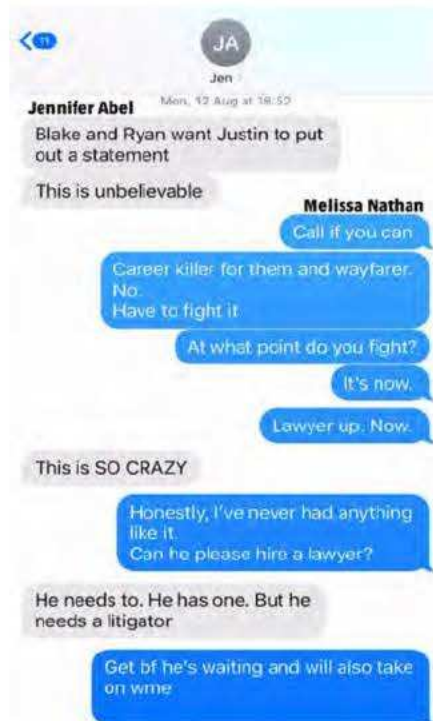 11
JA
Jen
Mon, 12 Aug at 18:52
Jennifer Abel
Blake and Ryan want Justin to put
out a statement
This is unbelievable
Melissa Nathan
Call if you can
Career killer for them and wayfarer.
No.
Have to fight it
At what point do you fight?
It's now.
Lawyer up. Now.
This is SO CRAZY
Honestly, I've never had anything
like it.
Can he please hire a lawyer?
He needs to. He has one. But he
needs a litigator
Get bf he's waiting and will also take
on wme